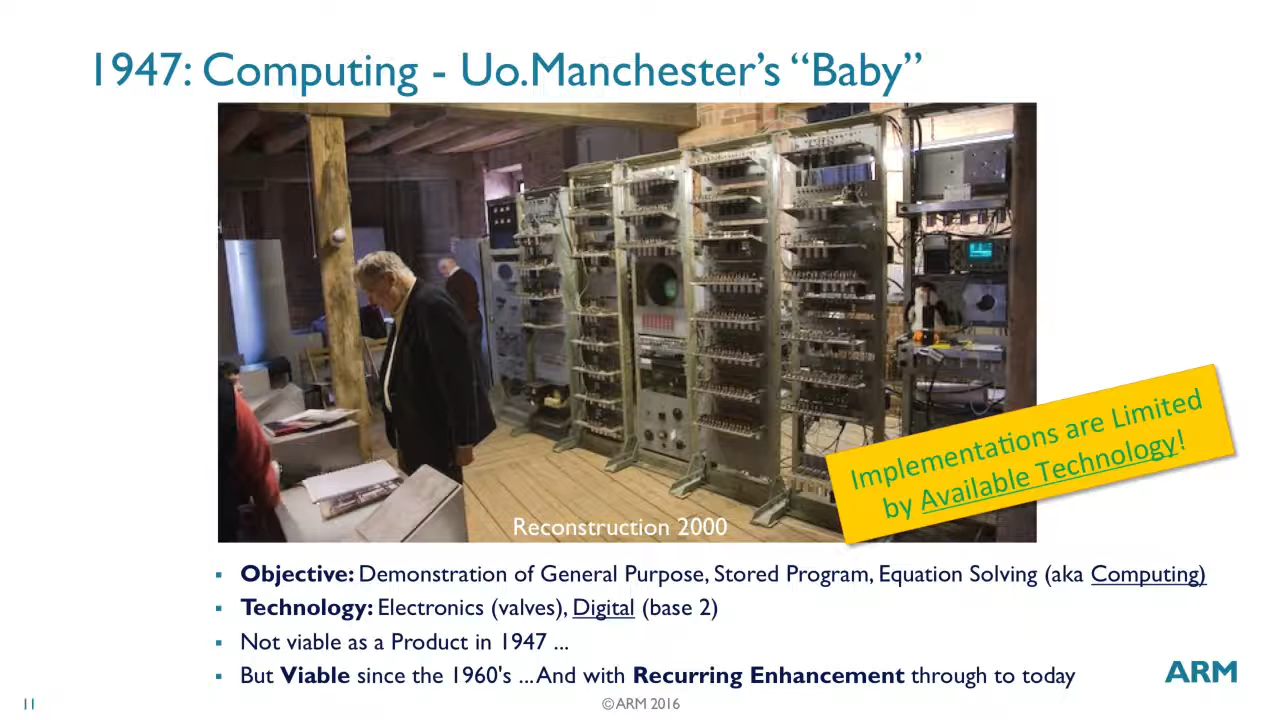 1947: Computing - Uo.Manchester’s “Baby”
Implementations are Limited
by Available Technology!
Reconstruction 2000
▪ Objective: Demonstration of General Purpose, Stored Program, Equation Solving (aka Computing)
▪ Technology: Electronics (valves), Digital (base 2)
▪ Not viable as a Product in 1947 ...
▪ But Viable since the 1960's ... And with Recurring Enhancement through to today
ARM
11
© ARM 2016